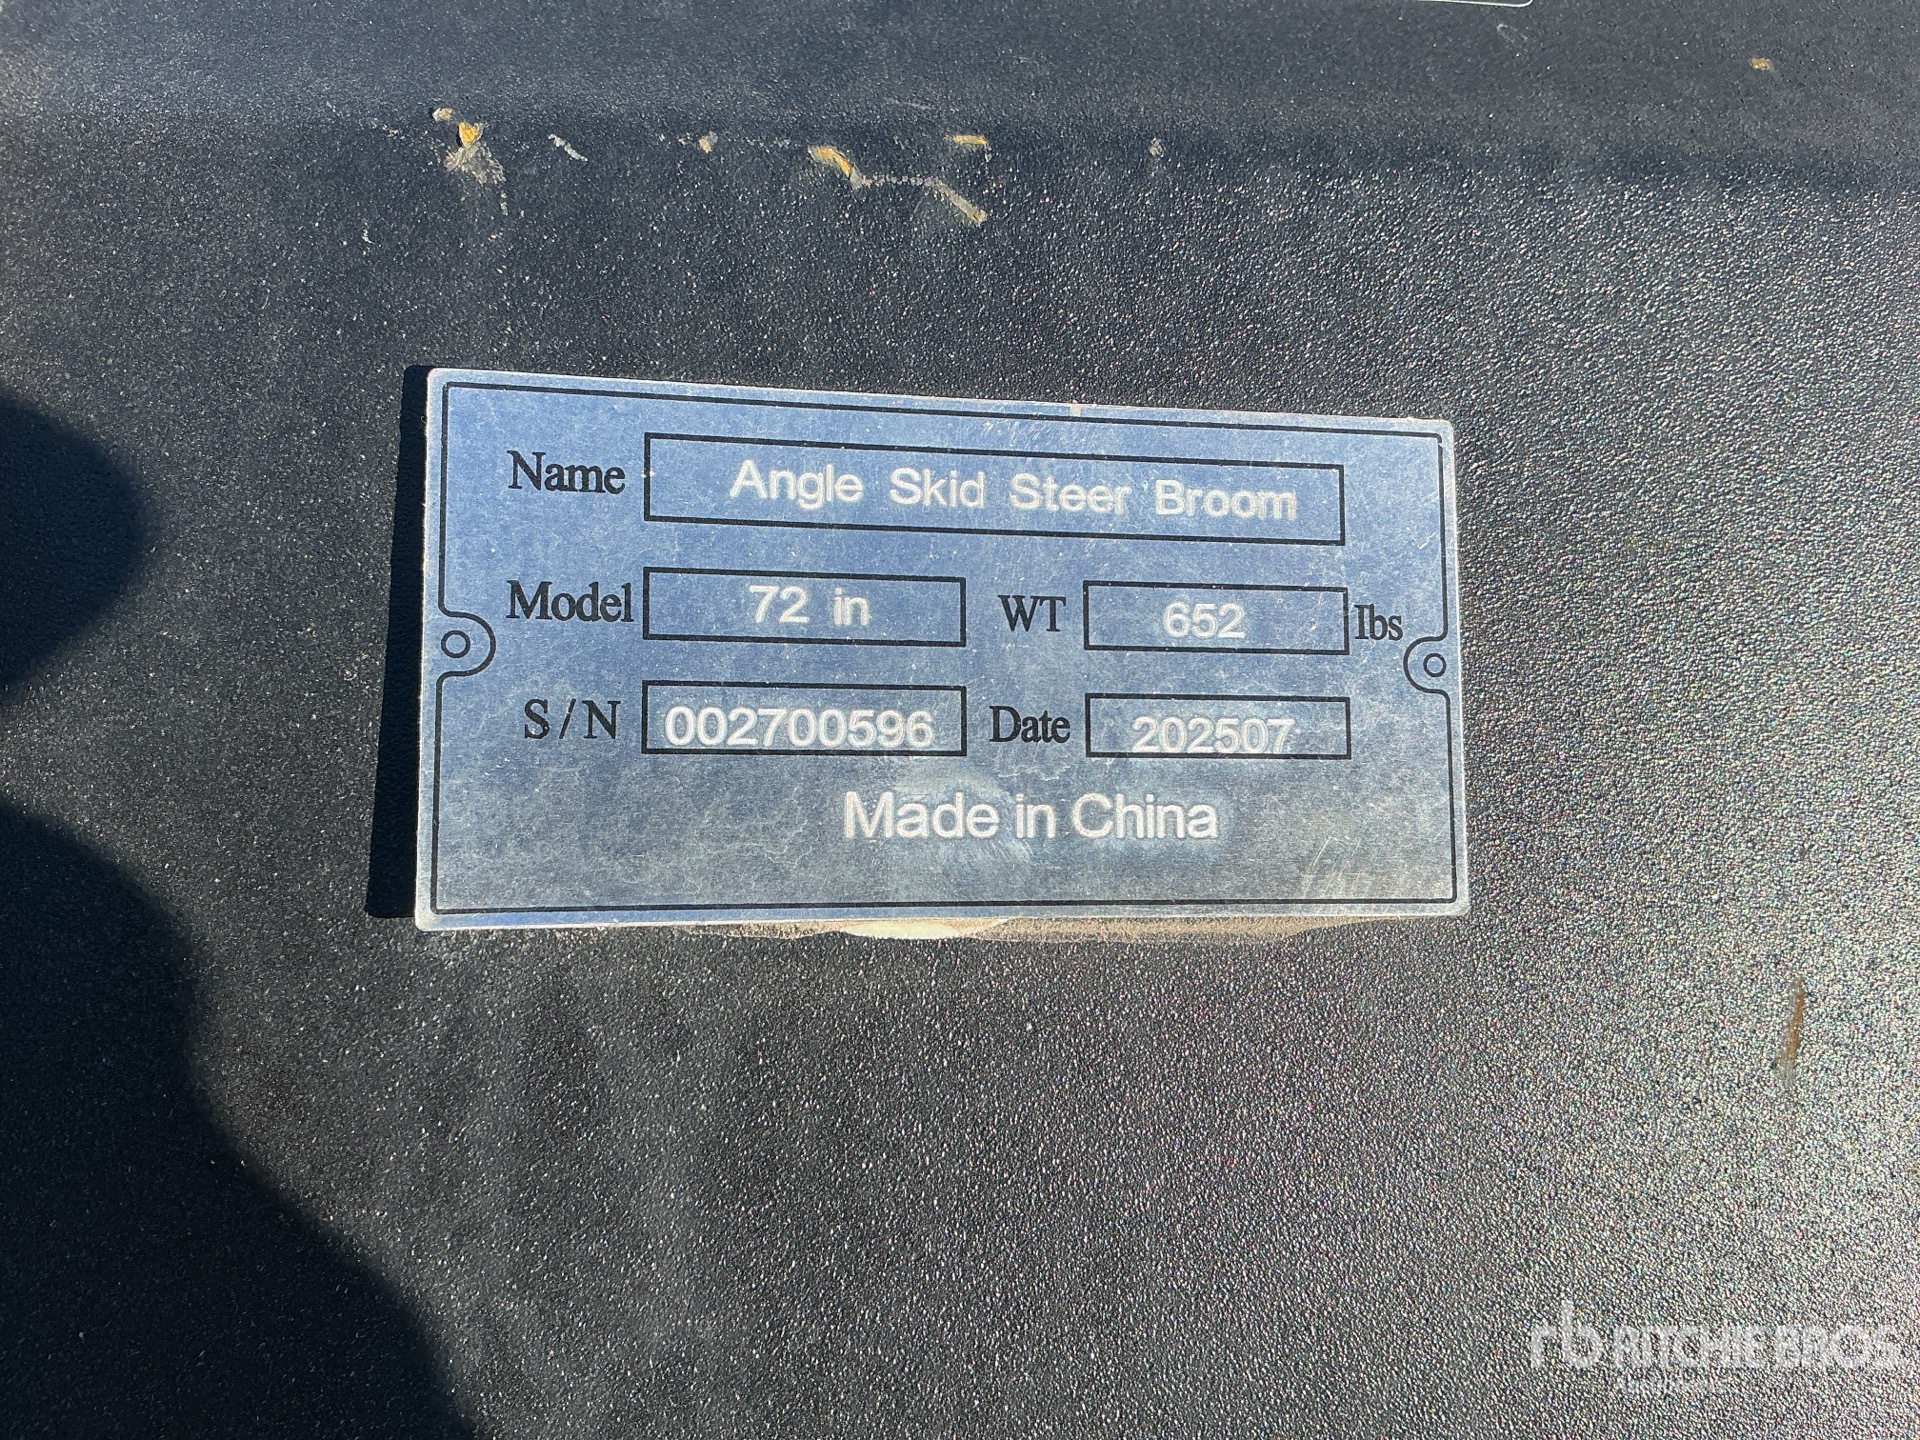 Name Angle Skid Steer Broom
Model 72 in WT 652 lbs
S/N 002700596 Date 202507
Made in China
rb RITCHIE BROS